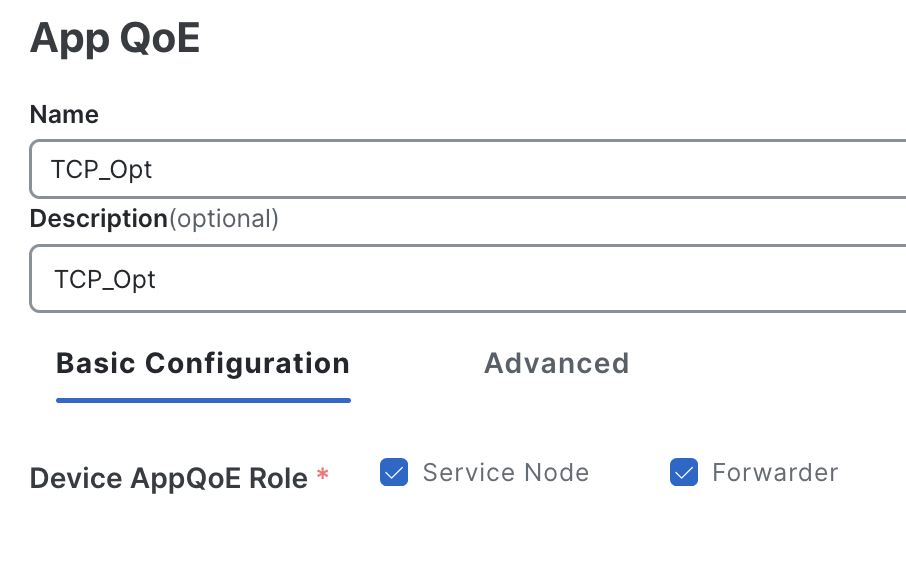 App QoE
Name
TCP_Opt
Description(optional)
TCP_Opt
Basic Configuration Advanced
Device AppQoE Role * Service Node Forwarder